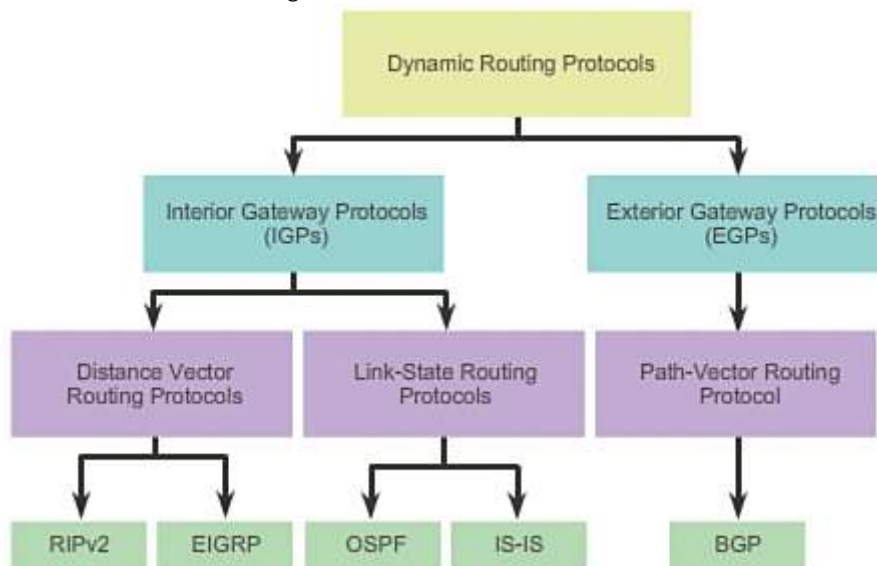 Dynamic Routing Protocols
Interior Gateway Protocols
(IGPs)
Exterior Gateway Protocols
(EGPs)
Distance Vector
Routing Protocols
Link-State Routing
Protocols
Path-Vector Routing
Protocol
RIPv2
EIGRP
OSPF
IS-IS
BGP